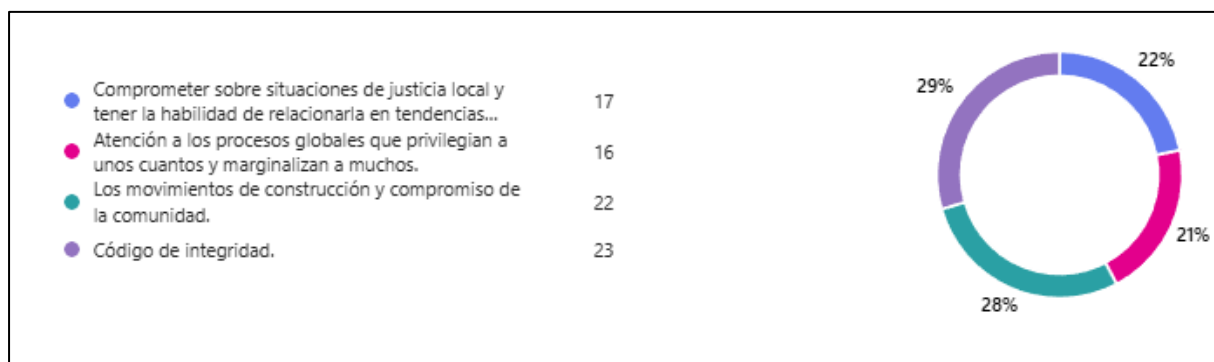 Comprometer sobre situaciones de justicia local y
tener la habilidad de relacionarla en tendencias...
17
Atención a los procesos globales que privilegian a
unos cuantos y marginalizan a muchos.
16
Los movimientos de construcción y compromiso de
la comunidad.
22
Código de integridad.
23
22%
29%
21%
28%